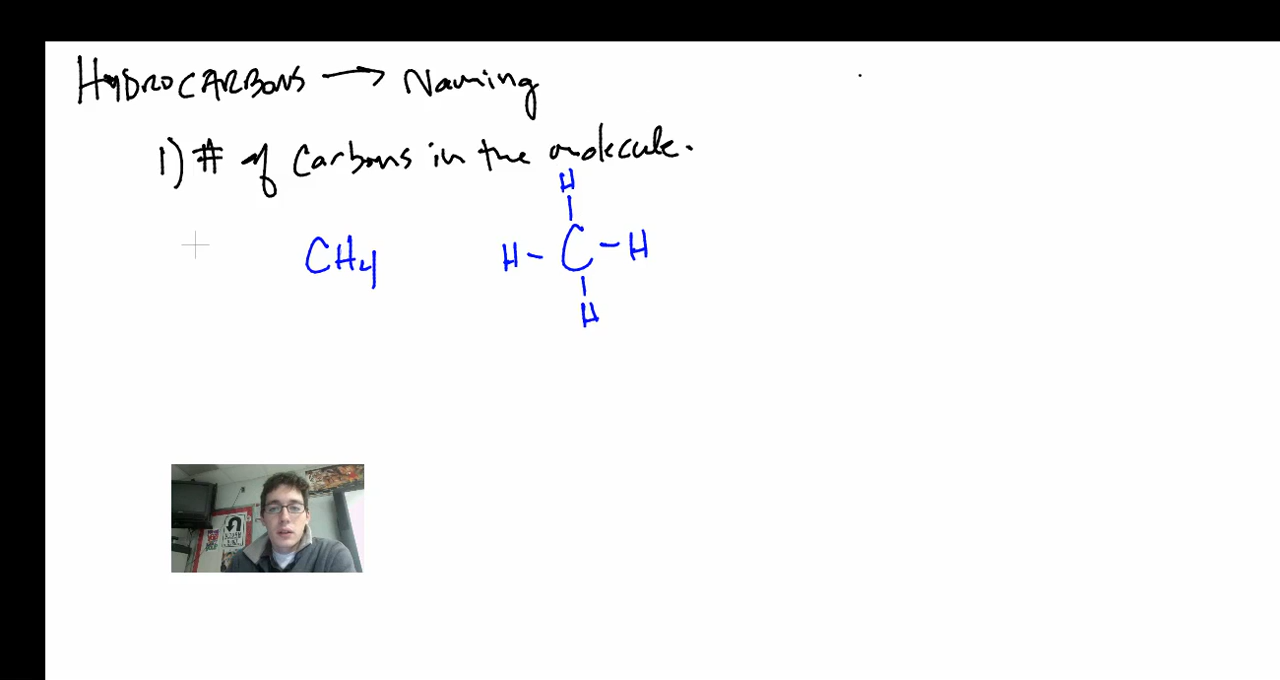 HYDROCARBONS → Naming
1) # of Carbons in the molecule.
H
CH4 H - C - H
H